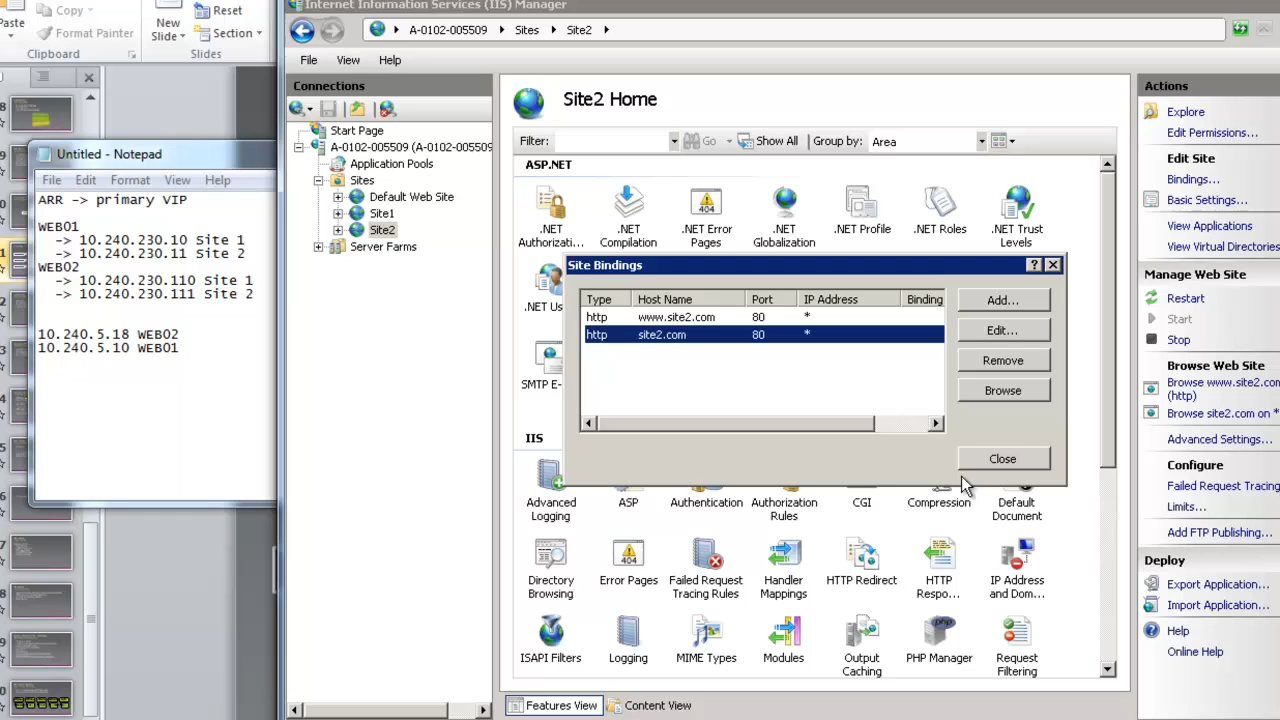 Copy
Paste
Format Painter
Clipboard
New
Slide
Reset
Section
Slides
Untitled - Notepad
File Edit Format View Help
ARR -> primary VIP
WEB01
-> 10.240.230.10 Site 1
-> 10.240.230.11 Site 2
WEB02
-> 10.240.230.110 Site 1
-> 10.240.230.111 Site 2
10.240.5.18 WEB02
10.240.5.10 WEB01
Internet Information Services (IIS) Manager
A-0102-005509 Sites Site2
File View Help
Connections
Start Page
A-0102-005509 (A-0102-005509
Application Pools
Sites
Default Web Site
Site1
Site2
Server Farms
Site2 Home
Filter: Go Show All Group by: Area
ASP.NET
.NET Authorizati...
.NET Compilation
.NET Error Pages
.NET Profile
.NET Globalization
.NET Roles
.NET Trust Levels
.NET Us
SMTP E-
Site Bindings
Type Host Name Port IP Address Binding
http www.site2.com 80 *
http site2.com 80 *
Add...
Edit...
Remove
Browse
Close
IIS
Advanced Logging
ASP
Authentication
Authorization Rules
CGI
Compression
Default Document
Directory Browsing
Error Pages
Failed Request Tracing Rules
Handler Mappings
HTTP Redirect
HTTP Respo...
IP Address and Dom...
ISAPI Filters
Logging
MIME Types
Modules
Output Caching
PHP Manager
Request Filtering
Features View Content View
Actions
Explore
Edit Permissions...
Edit Site
Bindings...
Basic Settings...
View Applications
View Virtual Directories
Manage Web Site
Restart
Start
Stop
Browse Web Site
Browse www.site2.com
(http)
Browse site2.com on *
Advanced Settings...
Configure
Failed Request Tracing
Limits...
Add FTP Publishing...
Deploy
Export Application...
Import Application...
Help
Online Help